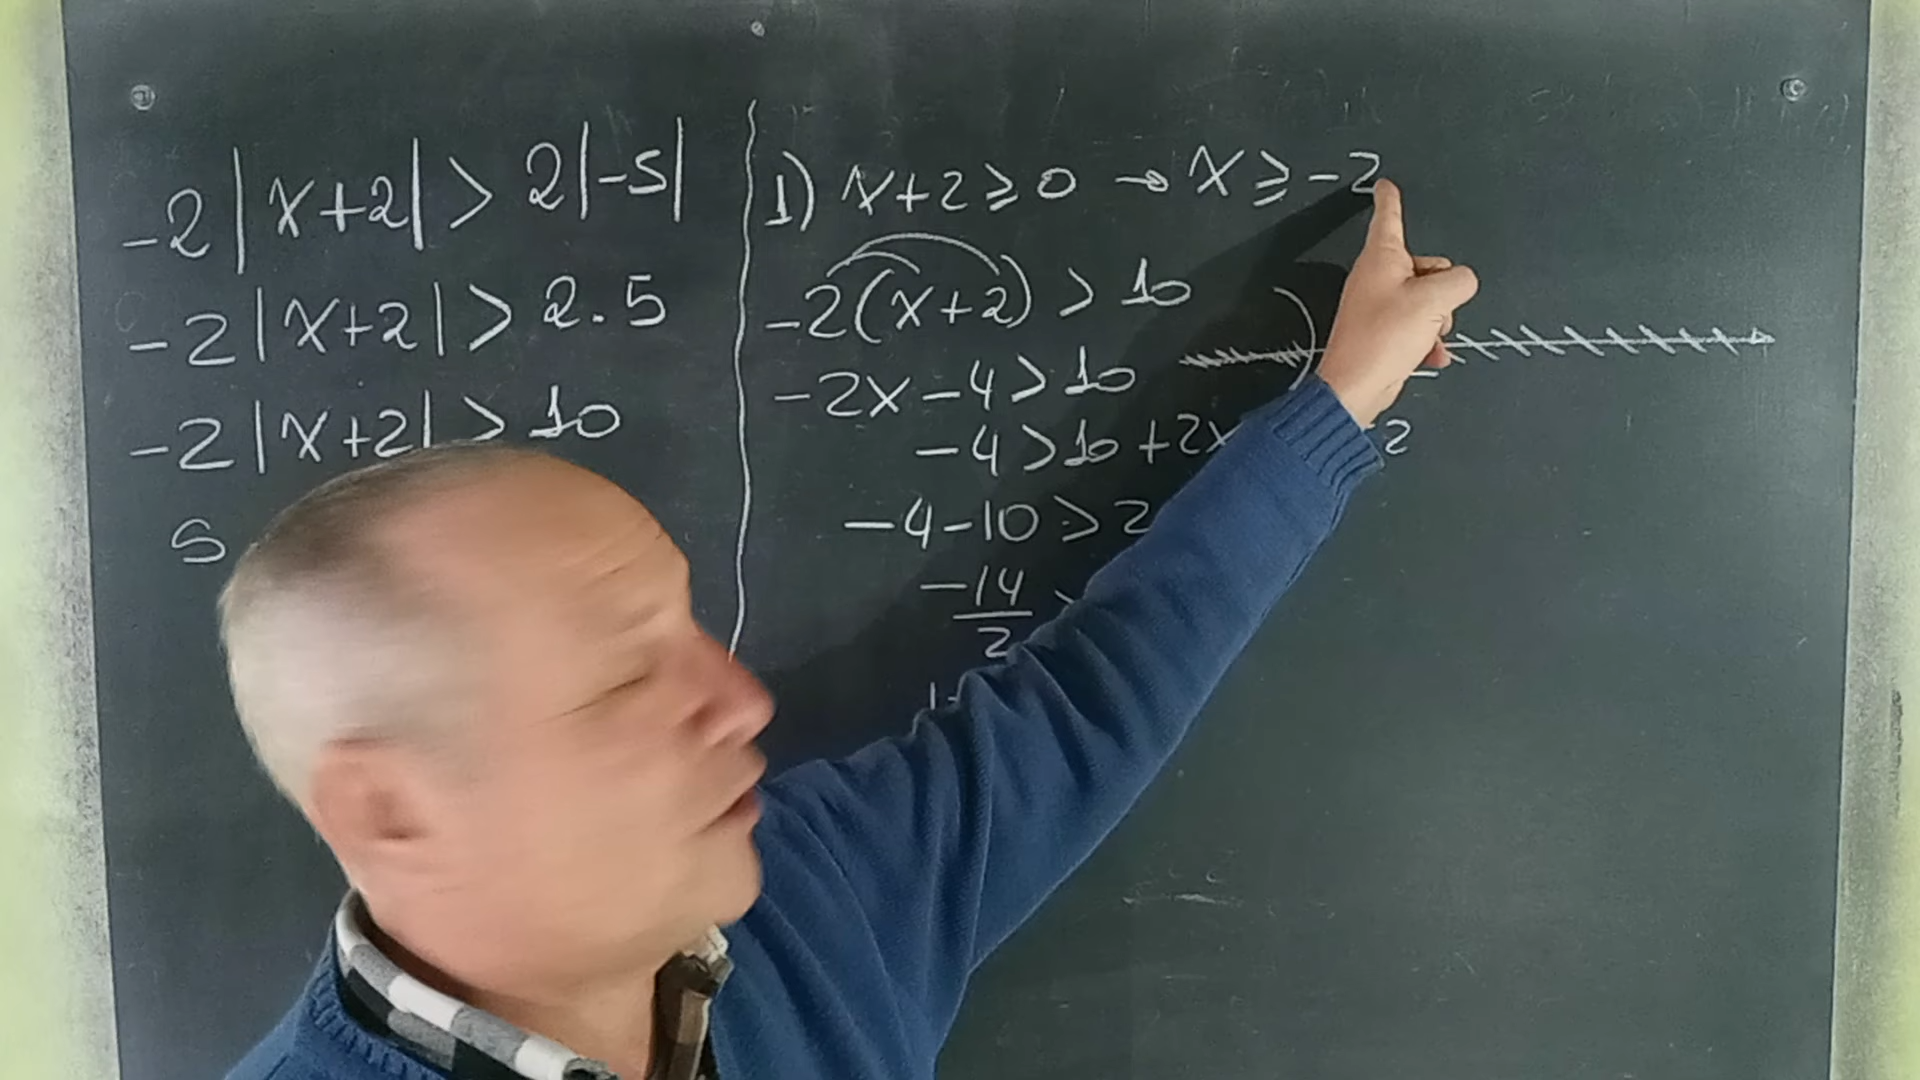 -2|x+2| > 2|-5|
-2|x+2| > 2.5
-2|x+2| > 10
S
1) x+2 ≥ 0 → x ≥ -2
-2(x+2) > 10
-2x - 4 > 10
-4 > 10 + 2x
2
-4 - 10 > 2
-14
2